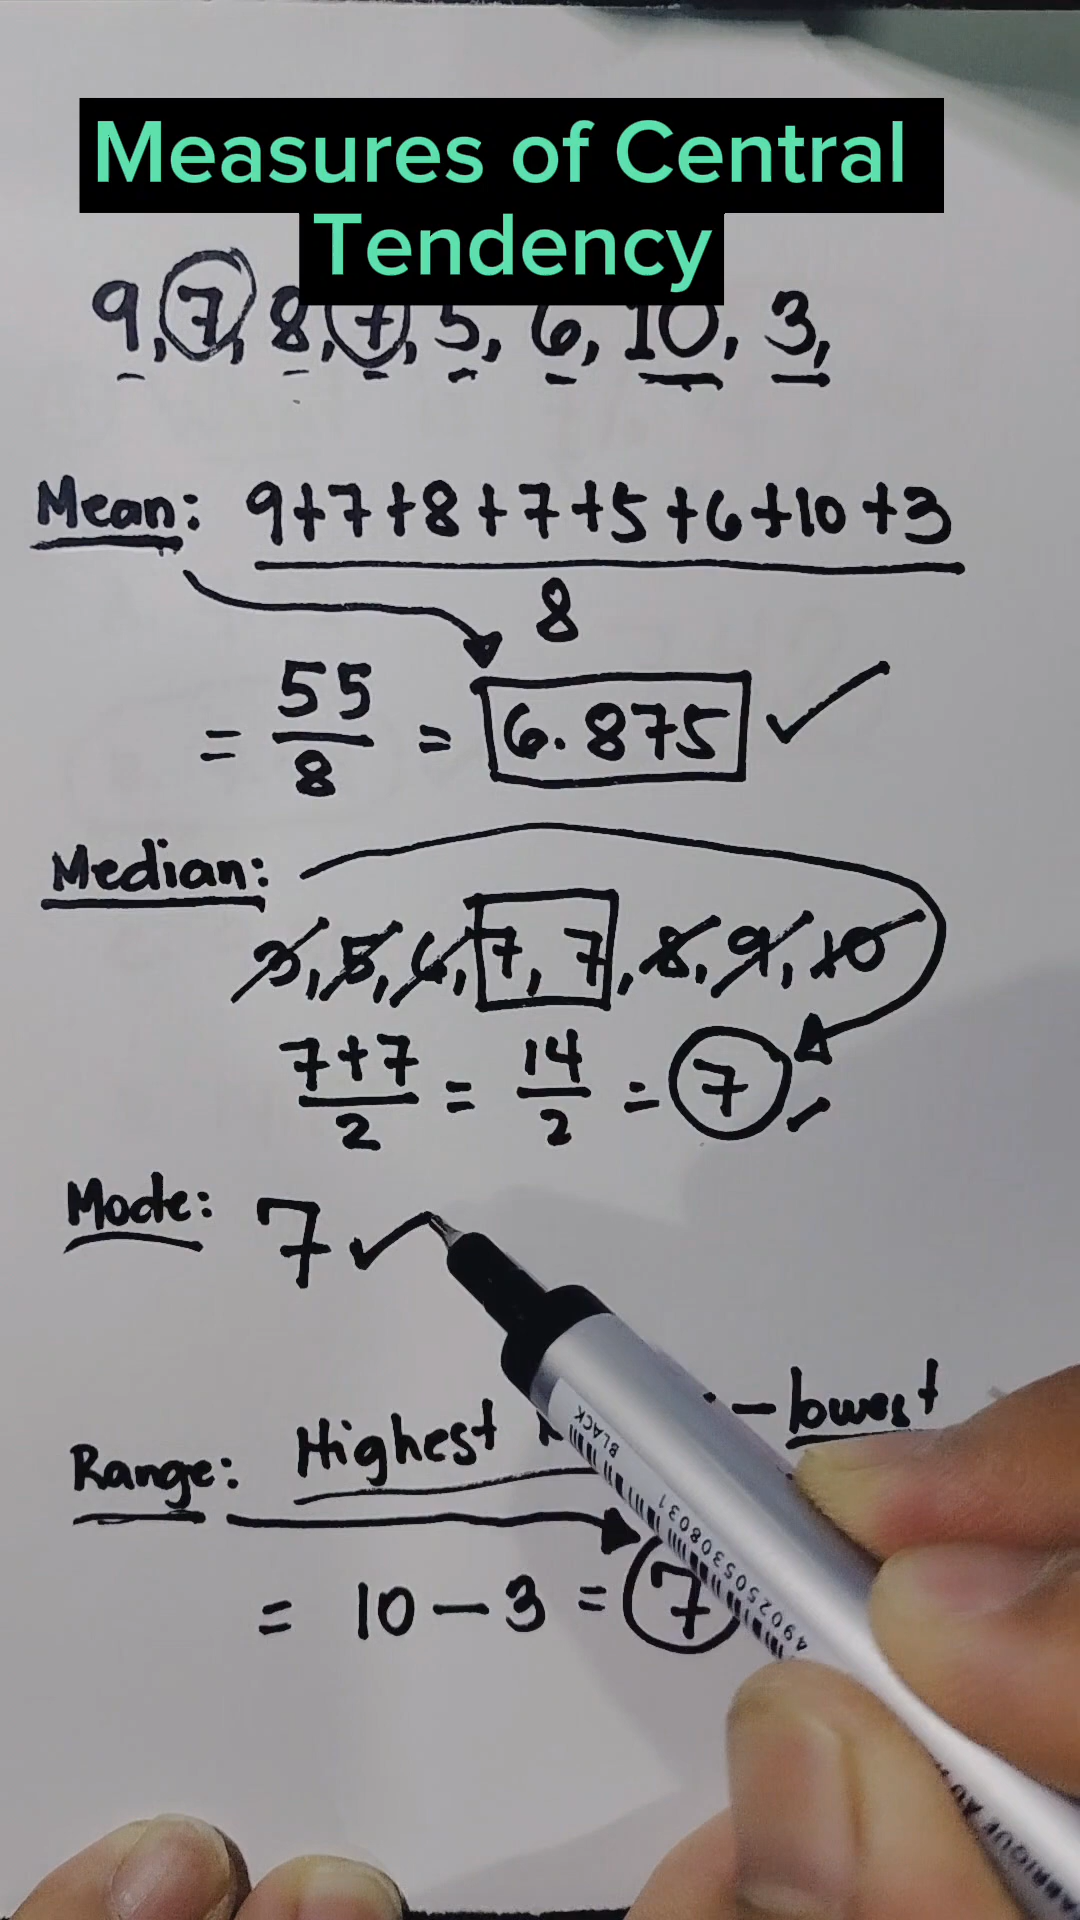 Measures of Central
Tendency
9, 7, 8, 7, 5, 6, 10, 3,
Mean: 9+7+8+7+5+6+10+3
8
= 55/8 = 6.875 ✓
Median:
3, 5, 6, 7, 7, 8, 9, 10
7+7/2 = 14/2 = 7
Mode: 7 ✓
Range: Highest – lowest
= 10 – 3 = 7
BLACK
4902505308031